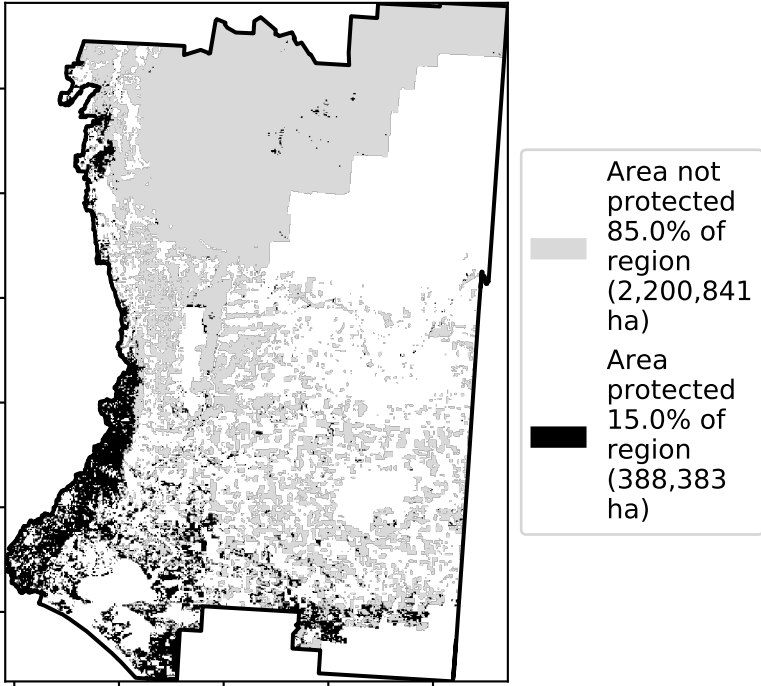 Area not
protected
85.0% of
region
(2,200,841
ha)
Area
protected
15.0% of
region
(388,383
ha)